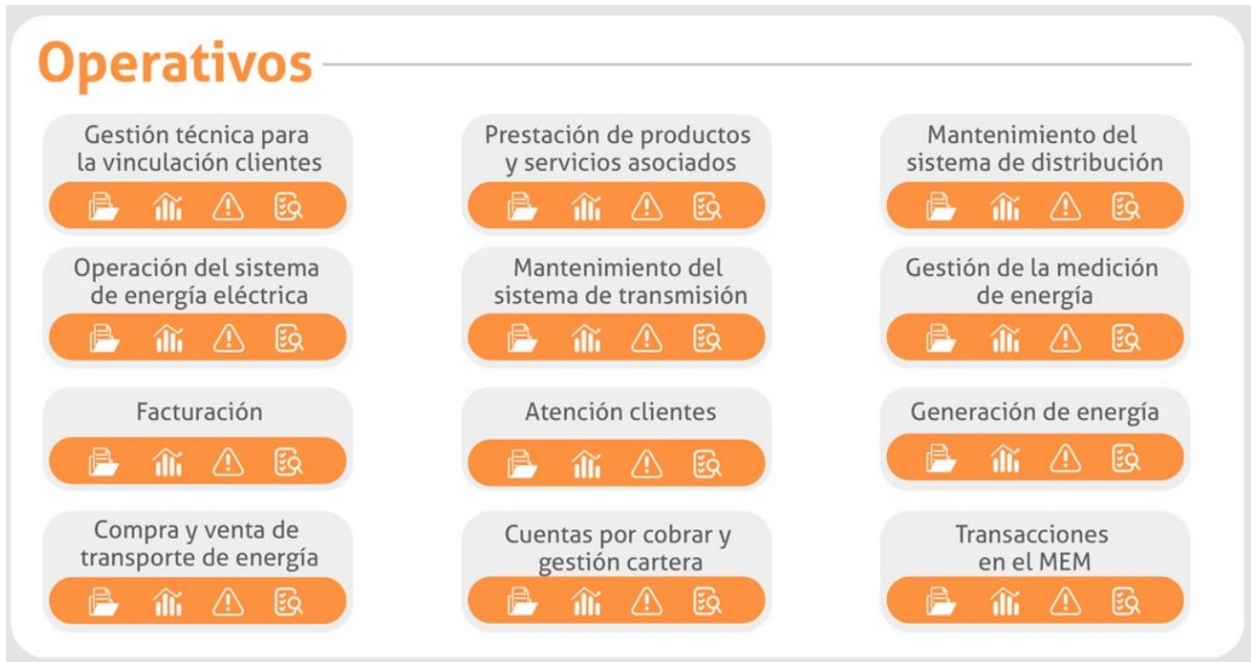 Operativos
Gestión técnica para
la vinculación clientes
Prestación de productos
y servicios asociados
Mantenimiento del
sistema de distribución
Operación del sistema
de energía eléctrica
Mantenimiento del
sistema de transmisión
Gestión de la medición
de energía
Facturación
Atención clientes
Generación de energía
Compra y venta de
transporte de energía
Cuentas por cobrar y
gestión cartera
Transacciones
en el MEM